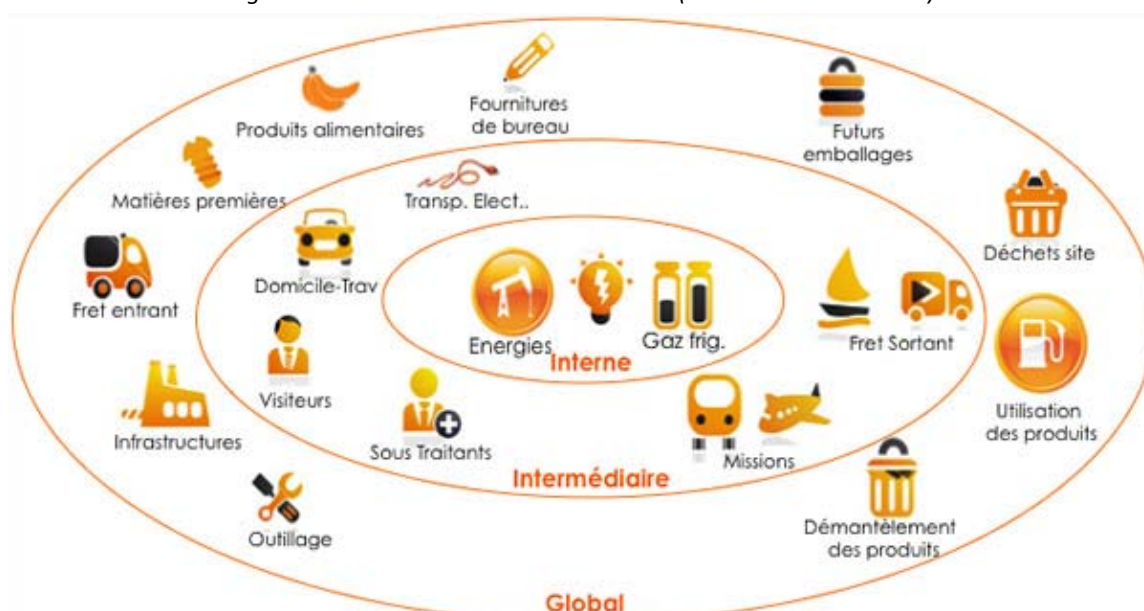 Fournitures
de bureau
Produits alimentaires
Futurs
emballages
Matières premières
Transp. Elect..
Déchets site
Domicile-Trav
Fret entrant
Energies
Gaz frig.
Fret Sortant
Interne
Visiteurs
Utilisation
des produits
Infrastructures
Sous Traitants
Missions
Intermédiaire
Démantèlement
des produits
Outillage
Global